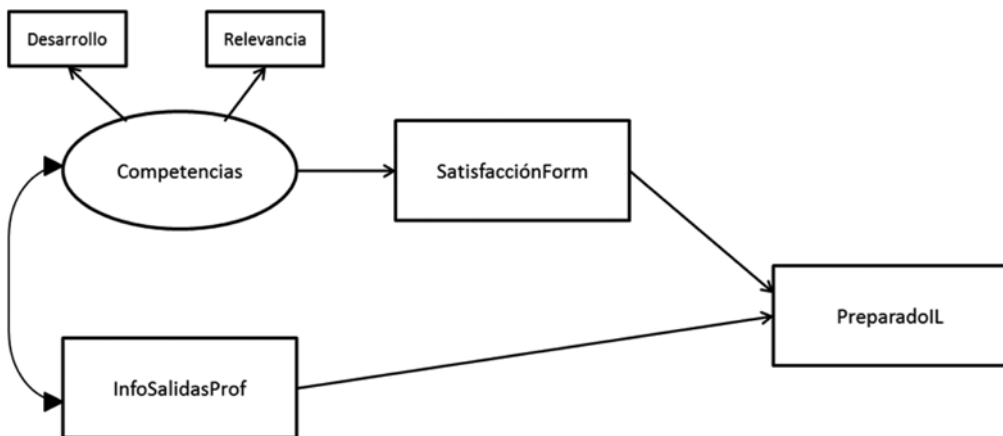 Desarrollo
Relevancia
Competencias
SatisfacciónForm
PreparadoIL
InfoSalidasProf